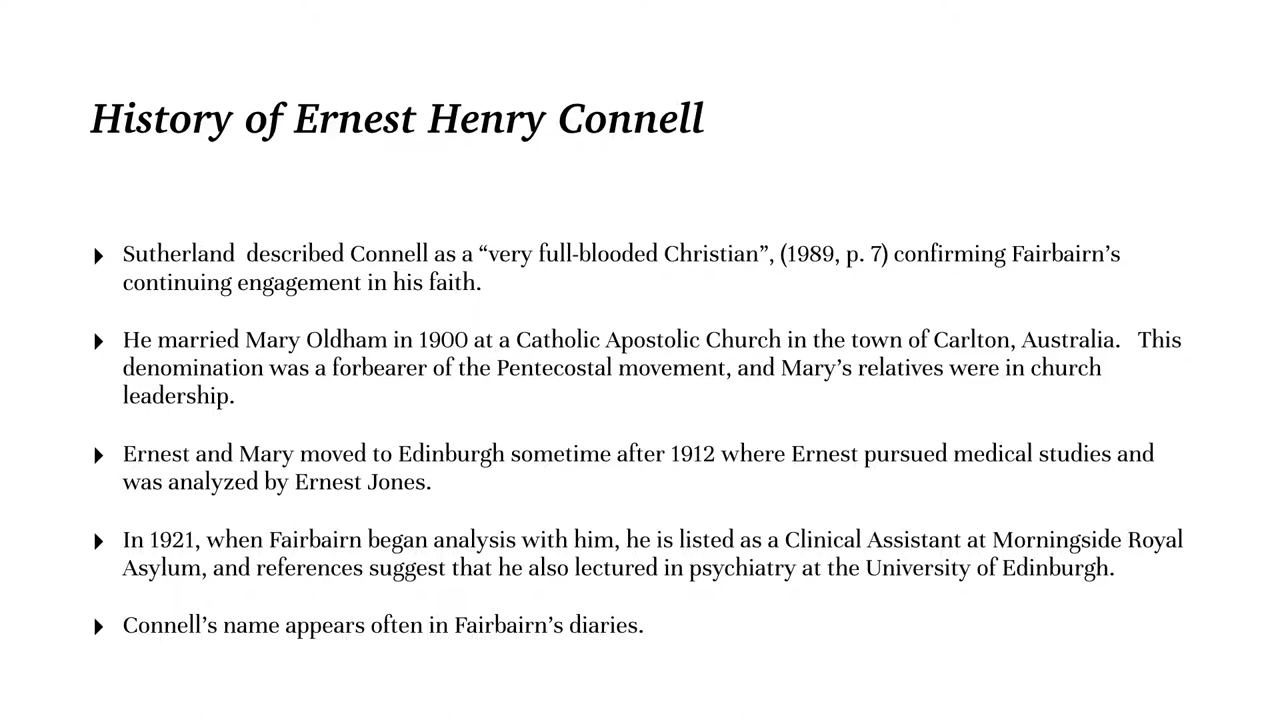 History of Ernest Henry Connell
Sutherland  described Connell as a “very full-blooded Christian”, (1989, p. 7) confirming Fairbairn’s
continuing engagement in his faith.
He married Mary Oldham in 1900 at a Catholic Apostolic Church in the town of Carlton, Australia.   This
denomination was a forbearer of the Pentecostal movement, and Mary’s relatives were in church
leadership.
Ernest and Mary moved to Edinburgh sometime after 1912 where Ernest pursued medical studies and
was analyzed by Ernest Jones.
In 1921, when Fairbairn began analysis with him, he is listed as a Clinical Assistant at Morningside Royal
Asylum, and references suggest that he also lectured in psychiatry at the University of Edinburgh.
Connell’s name appears often in Fairbairn’s diaries.